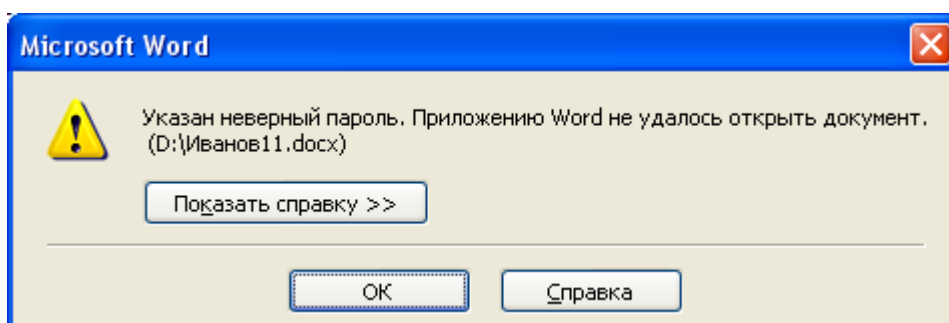 Microsoft Word
Указан неверный пароль. Приложению Word не удалось открыть документ.
(D:\Иванов11.docx)
Показать справку >>
ОК
Справка